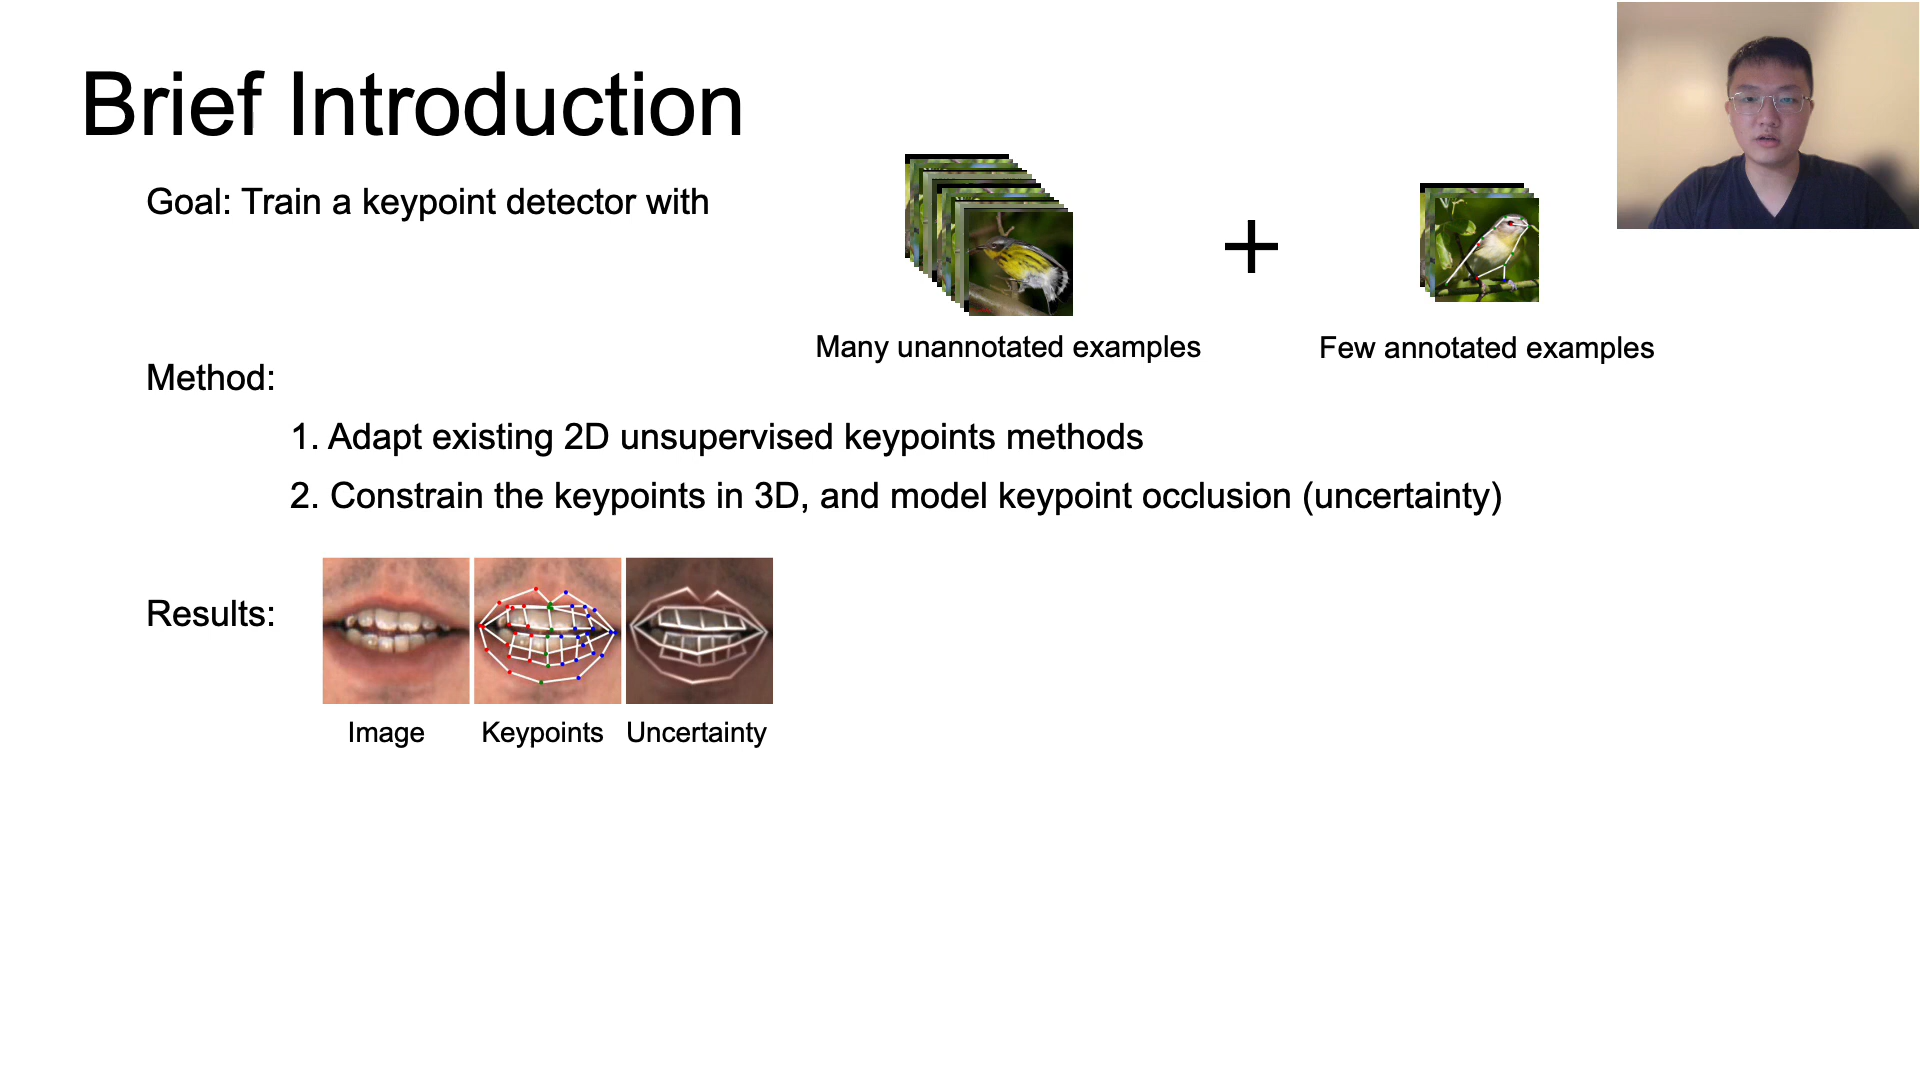 Brief Introduction
Goal: Train a keypoint detector with
+
Many unannotated examples
Few annotated examples
Method:
1. Adapt existing 2D unsupervised keypoints methods
2. Constrain the keypoints in 3D, and model keypoint occlusion (uncertainty)
Results:
Image
Keypoints
Uncertainty